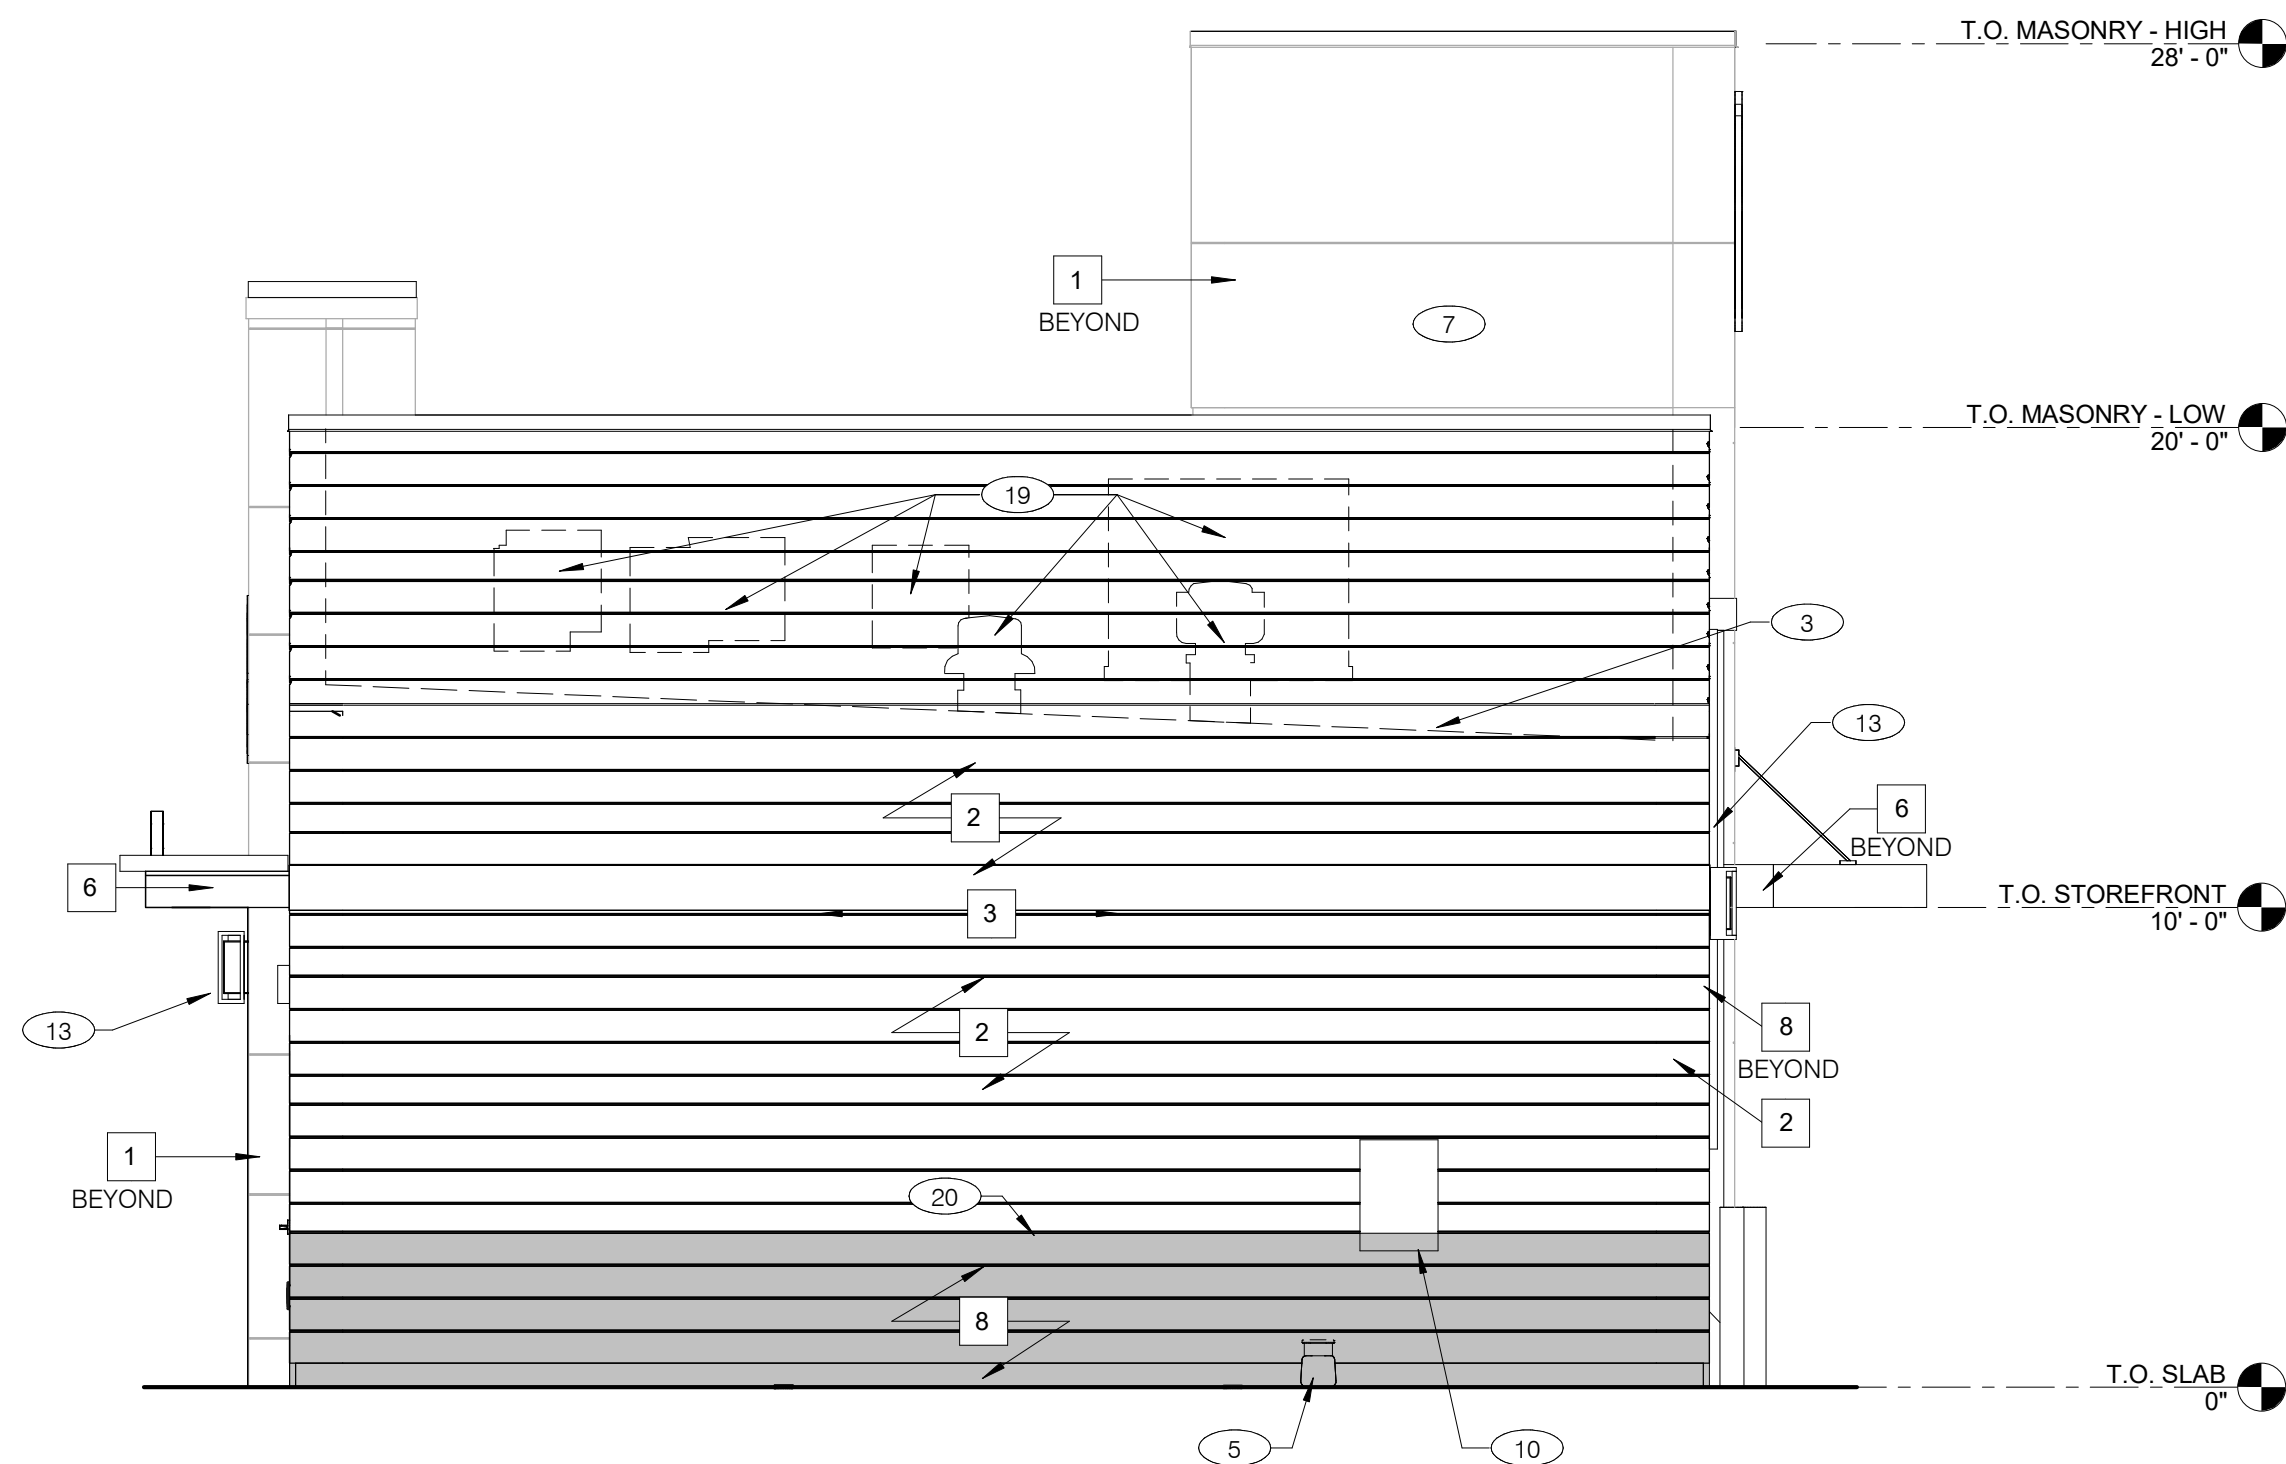 T.O. MASONRY - HIGH
28' - 0"
1
BEYOND
7
T.O. MASONRY - LOW
20' - 0"
19
3
13
2
6
BEYOND
6
T.O. STOREFRONT
10' - 0"
3
13
2
8
BEYOND
2
1
BEYOND
20
8
T.O. SLAB
0"
5
10